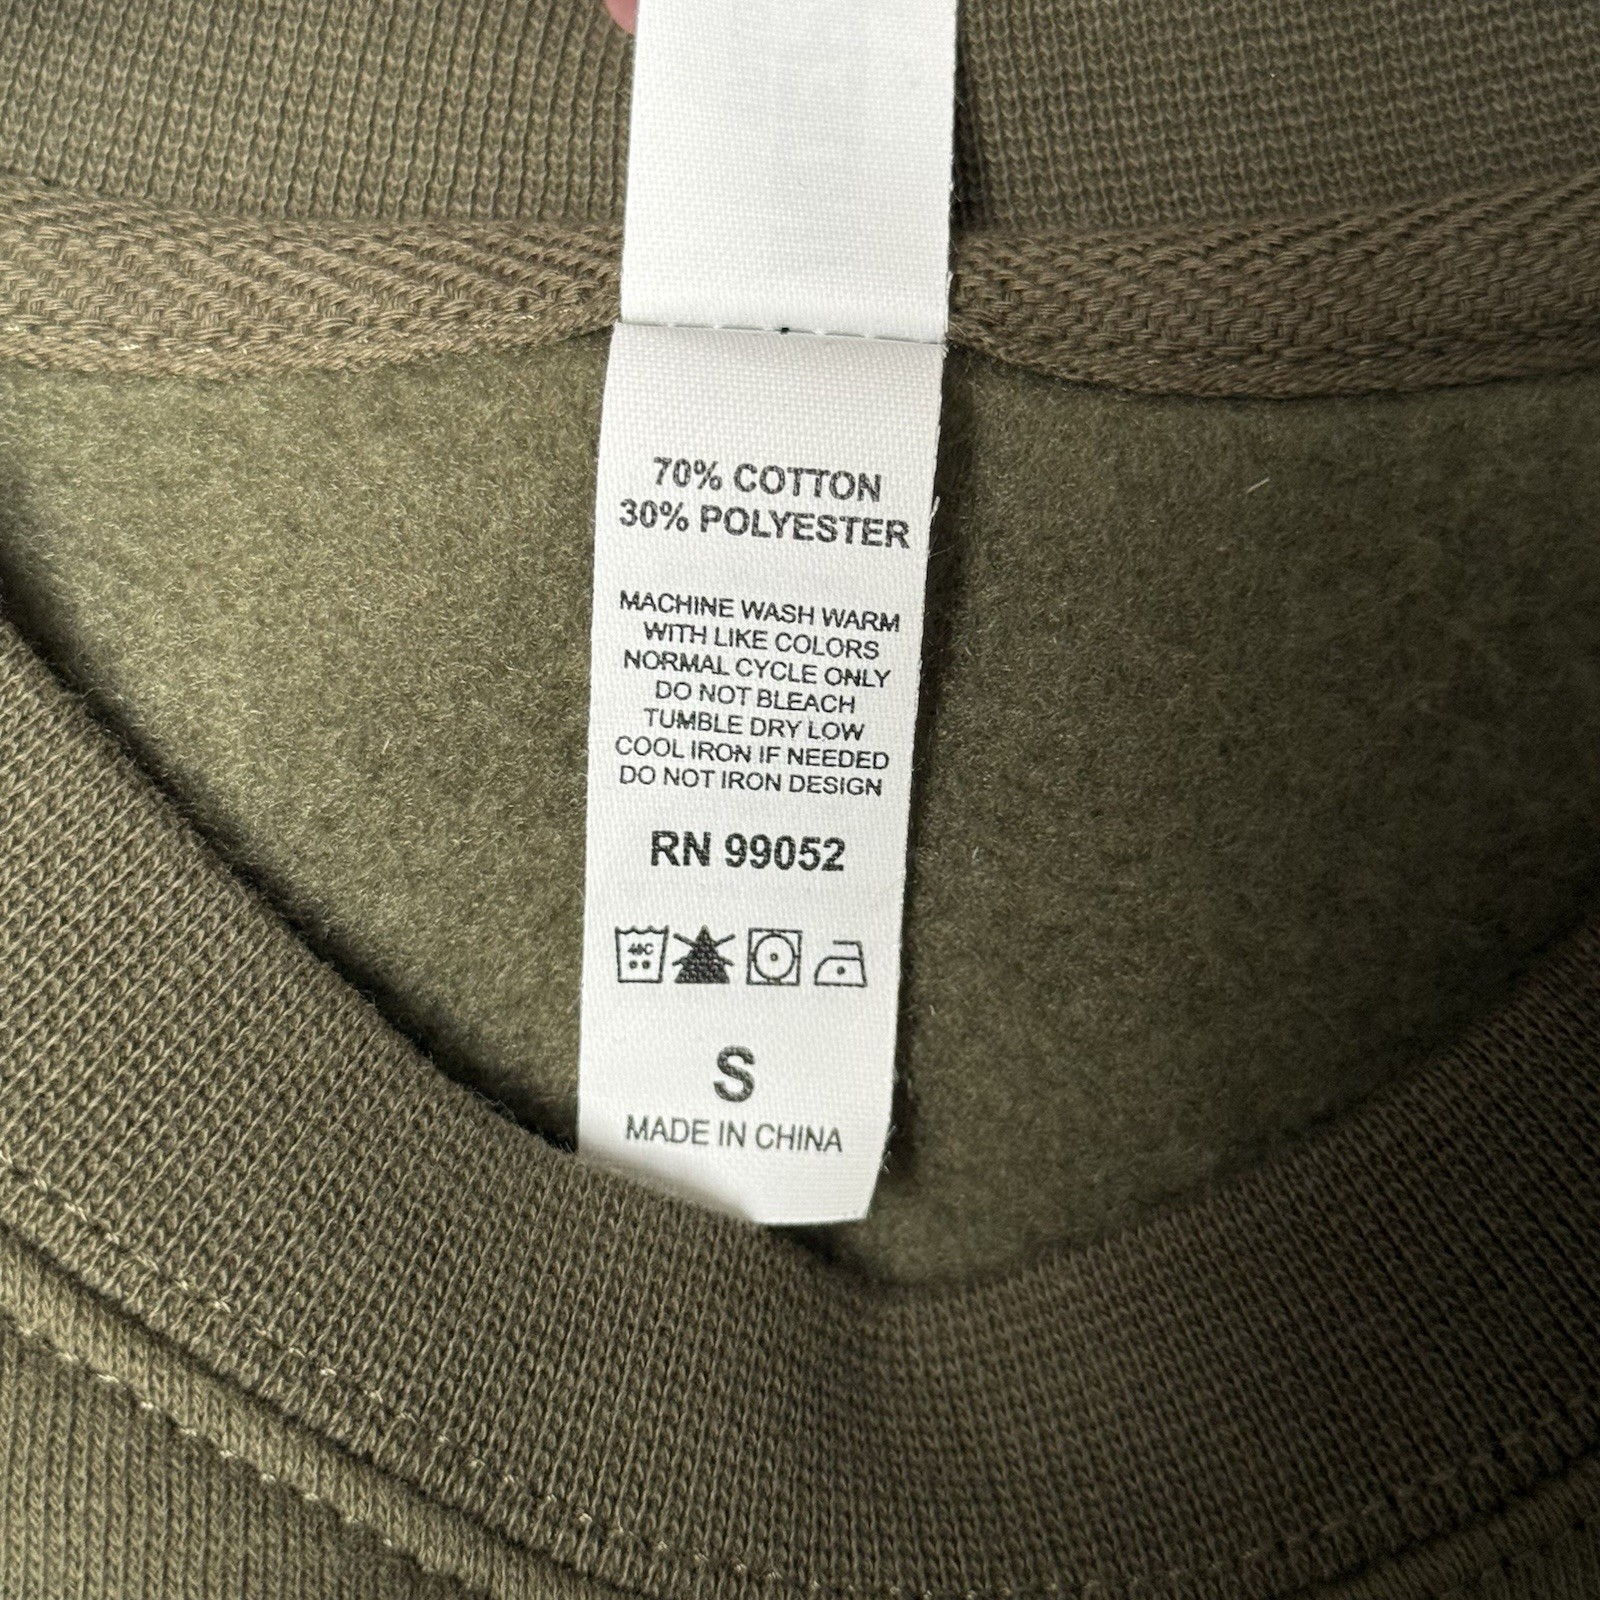 70% COTTON
30% POLYESTER
MACHINE WASH WARM
WITH LIKE COLORS
NORMAL CYCLE ONLY
DO NOT BLEACH
TUMBLE DRY LOW
COOL IRON IF NEEDED
DO NOT IRON DESIGN
RN 99052
40C
S
MADE IN CHINA